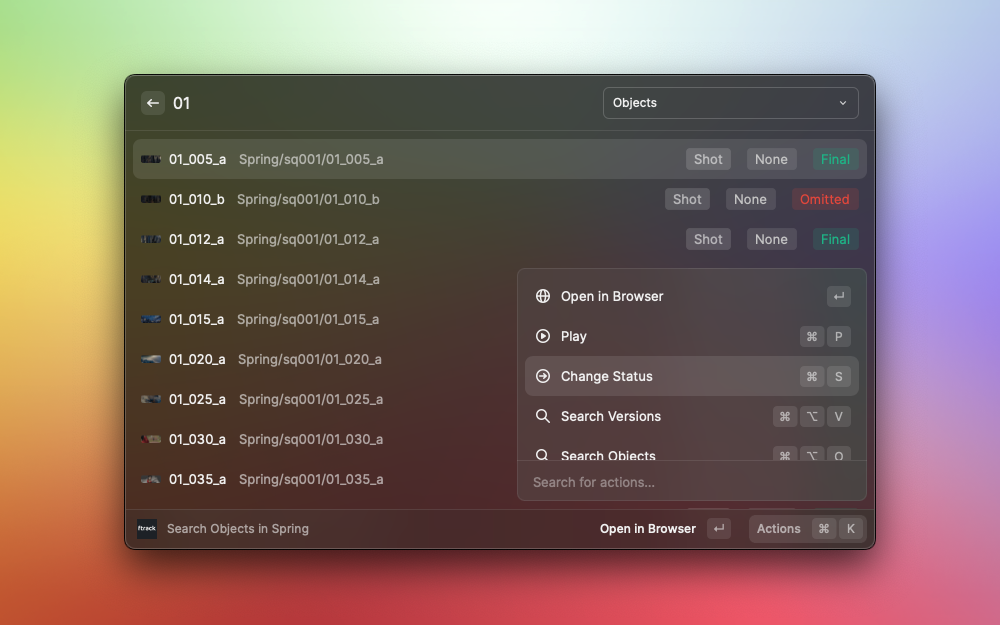 01 Objects
01_005_a Spring/sq001/01_005_a Shot None Final
01_010_b Spring/sq001/01_010_b Shot None Omitted
01_012_a Spring/sq001/01_012_a Shot None Final
01_014_a Spring/sq001/01_014_a
01_015_a Spring/sq001/01_015_a
01_020_a Spring/sq001/01_020_a
01_025_a Spring/sq001/01_025_a
01_030_a Spring/sq001/01_030_a
01_035_a Spring/sq001/01_035_a
Open in Browser ↵
Play ⌘ P
Change Status ⌘ S
Search Versions ⌘ ⌥ V
Search Objects ⌘ ⌥ O
Search for actions...
ftrack Search Objects in Spring Open in Browser ↵ Actions ⌘ K